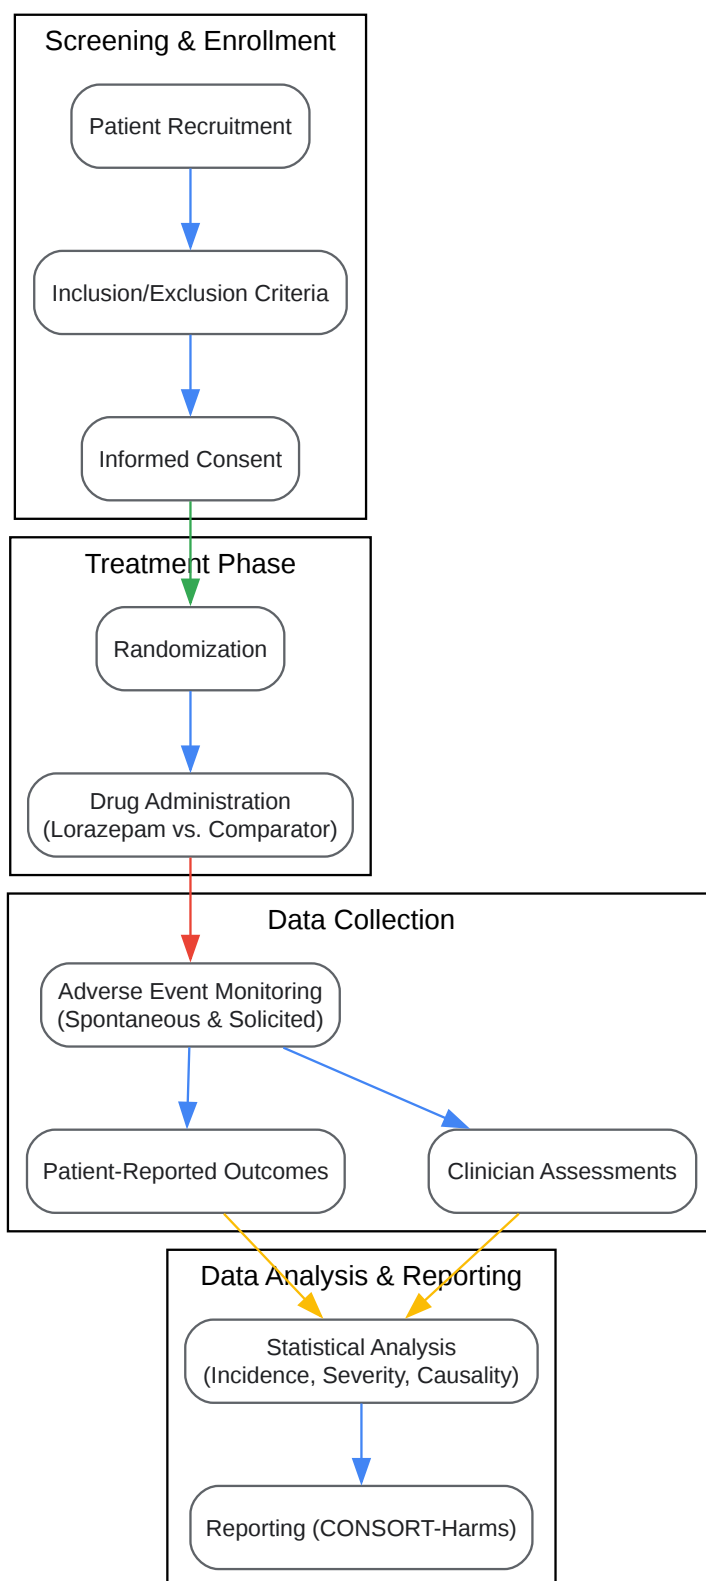 Screening & Enrollment
Patient Recruitment
Inclusion/Exclusion Criteria
Informed Consent
Treatment Phase
Randomization
Drug Administration
(Lorazepam vs. Comparator)
Data Collection
Adverse Event Monitoring
(Spontaneous & Solicited)
Patient-Reported Outcomes
Clinician Assessments
Data Analysis & Reporting
Statistical Analysis
(Incidence, Severity, Causality)
Reporting (CONSORT-Harms)